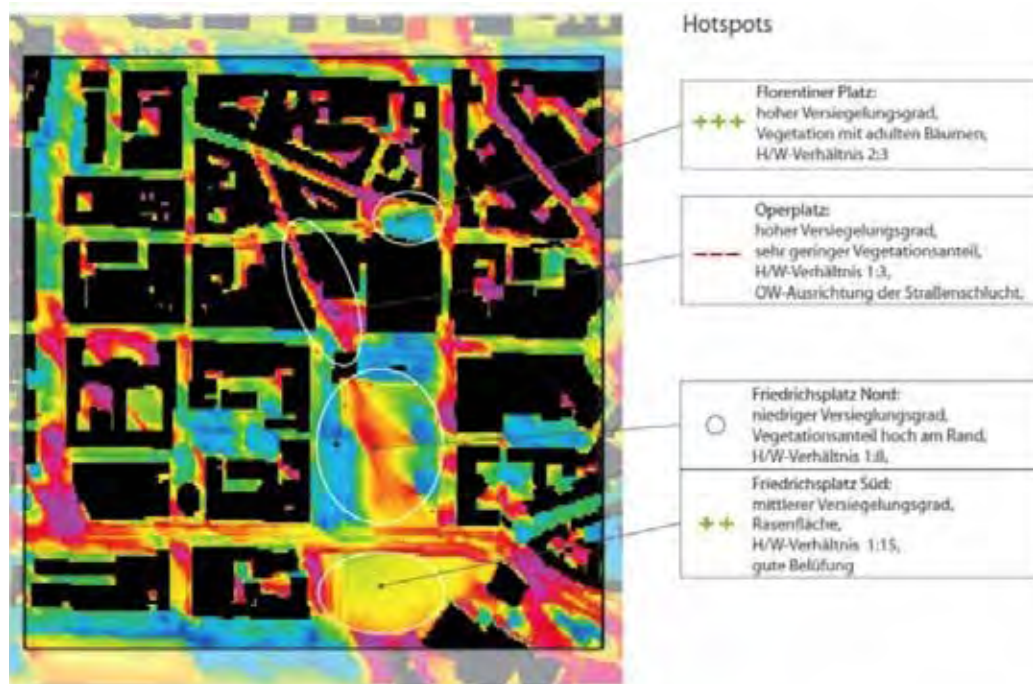 Hotspots
Florentiner Platz:
hoher Versiegelungsgrad,
Vegetation mit adulten Bäumen,
H/W-Verhältnis 2:3
Operplatz:
hoher Versiegelungsgrad,
sehr geringer Vegetationsanteil,
H/W-Verhältnis 1:3,
OW-Ausrichtung der Straßenschlucht,
Friedrichsplatz Nord:
niedriger Versieglungsgrad,
Vegetationsanteil hoch am Rand,
H/W-Verhältnis 1:8,
Friedrichsplatz Süd:
mittlerer Versiegelungsgrad,
Rasenfläche,
H/W-Verhältnis 1:15,
gute Belüfung